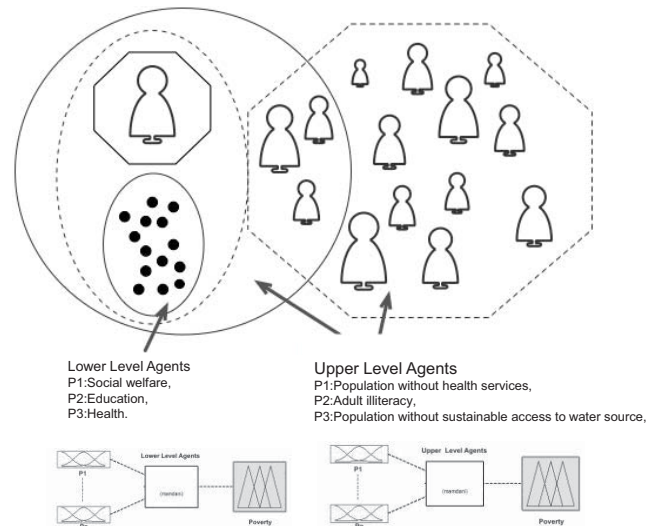 Lower Level Agents
P1:Social welfare,
P2:Education,
P3:Health.
Upper Level Agents
P1:Population without health services,
P2:Adult illiteracy,
P3:Population without sustainable access to water source,
Lower Level Agents
P1
(mamdani)
Poverty
Upper Level Agents
P1
(mamdani)
Poverty